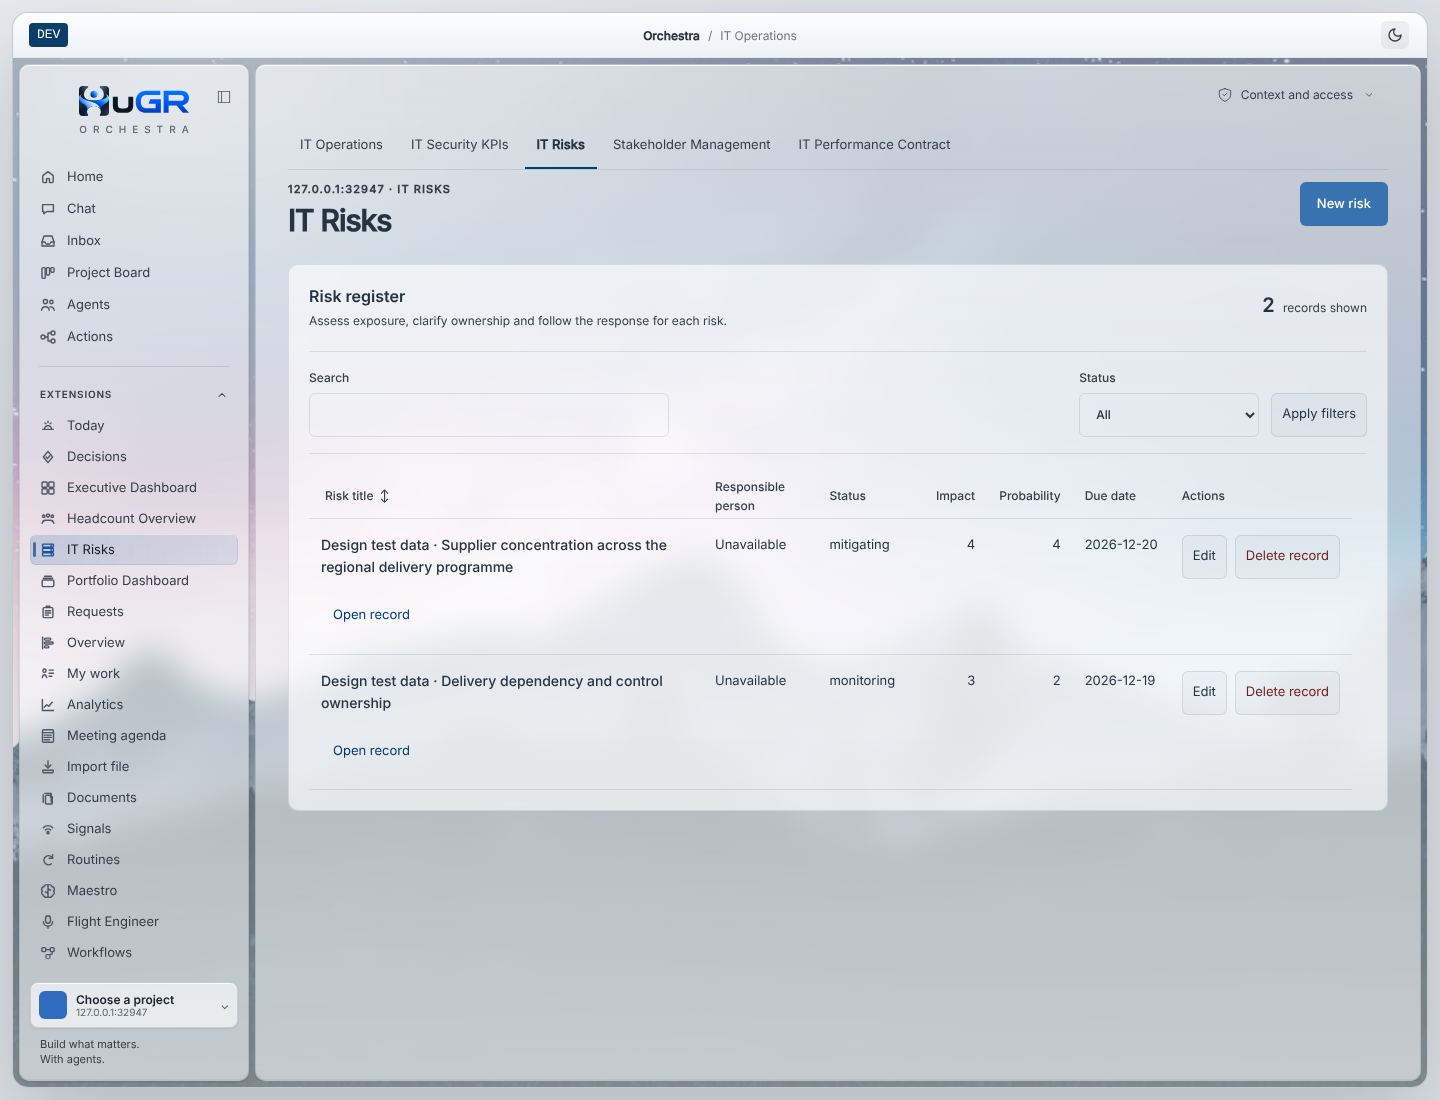 DEV
Orchestra / IT Operations
HuGR
ORCHESTRA
Home
Chat
Inbox
Project Board
Agents
Actions
EXTENSIONS
Today
Decisions
Executive Dashboard
Headcount Overview
IT Risks
Portfolio Dashboard
Requests
Overview
My work
Analytics
Meeting agenda
Import file
Documents
Signals
Routines
Maestro
Flight Engineer
Workflows
Choose a project
127.0.0.1:32947
Build what matters.
With agents.
Context and access
IT Operations IT Security KPIs IT Risks Stakeholder Management IT Performance Contract
127.0.0.1:32947 · IT RISKS
IT Risks
New risk
Risk register
Assess exposure, clarify ownership and follow the response for each risk.
2 records shown
Search
Status
All
Apply filters
Risk title Responsible person Status Impact Probability Due date Actions
Design test data · Supplier concentration across the regional delivery programme
Unavailable mitigating 4 4 2026-12-20 Edit Delete record
Open record
Design test data · Delivery dependency and control ownership
Unavailable monitoring 3 2 2026-12-19 Edit Delete record
Open record